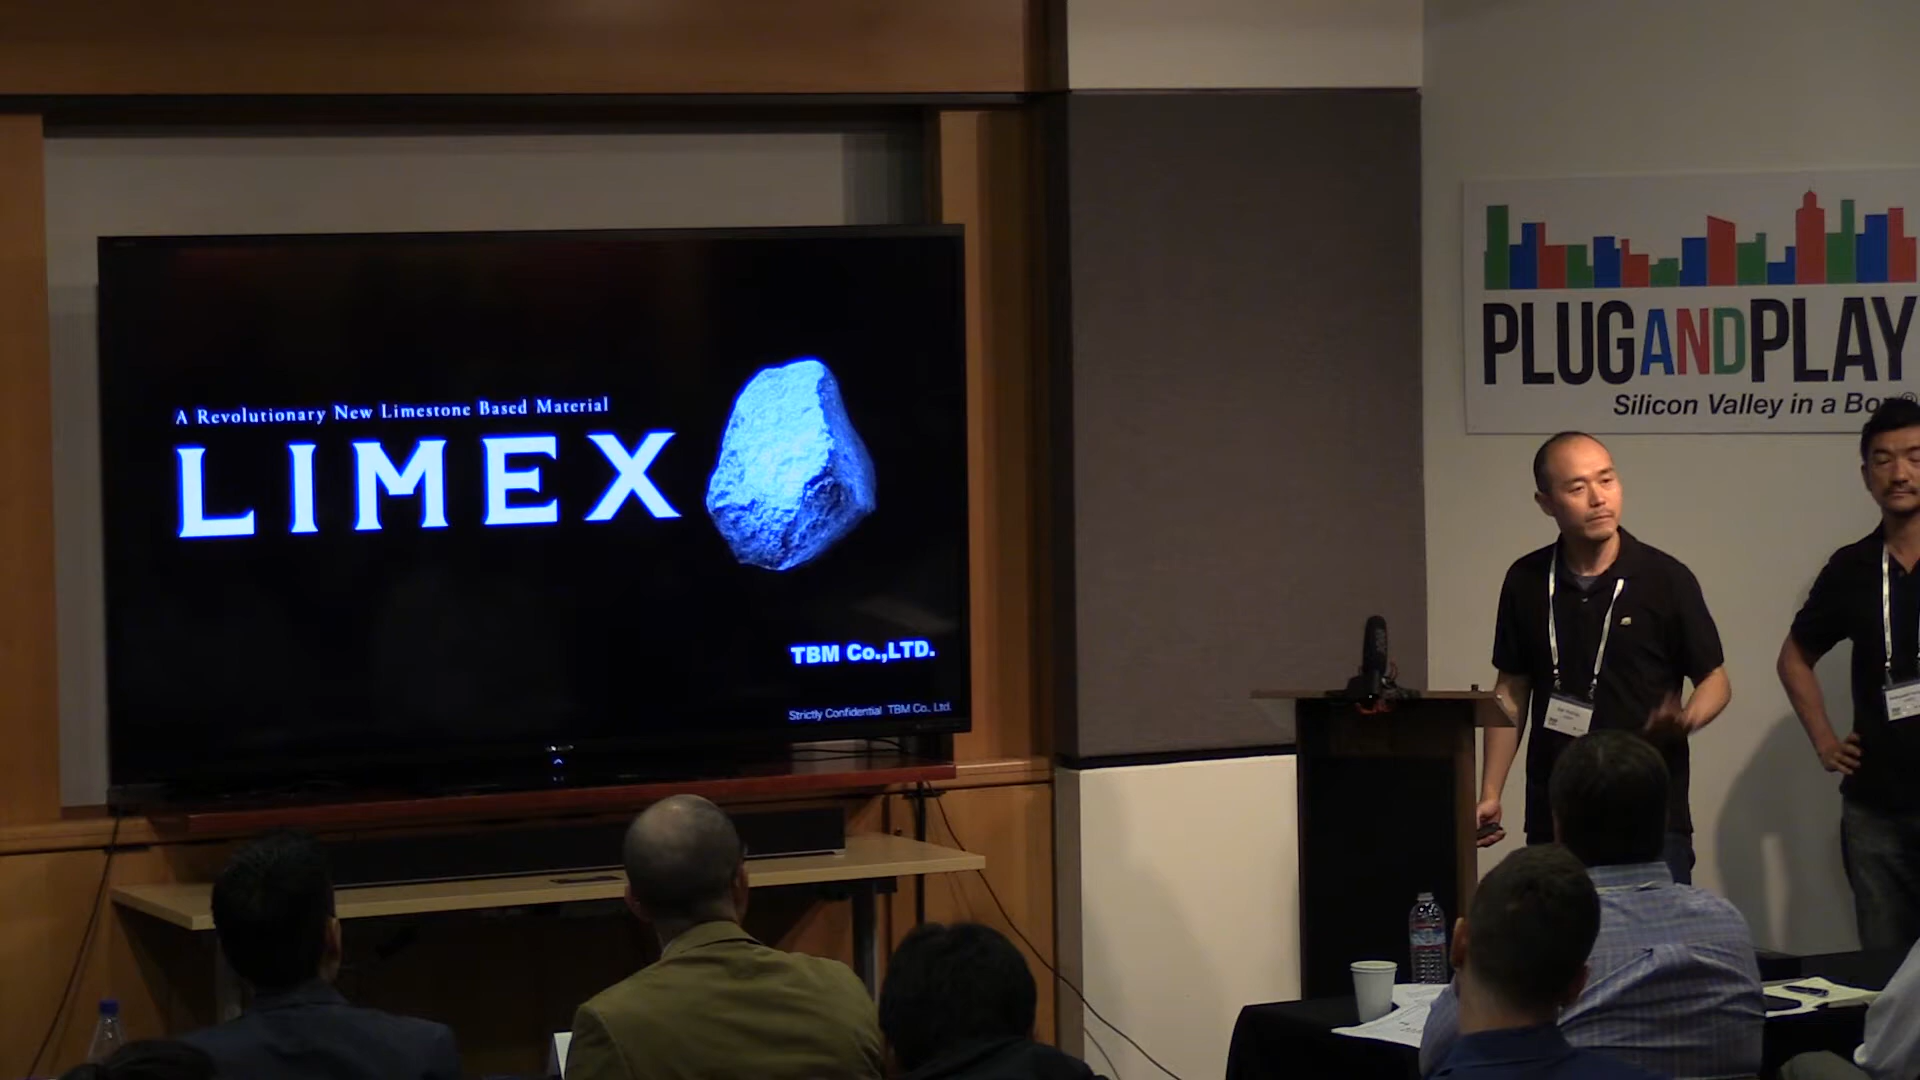 A Revolutionary New Limestone Based Material
LIMEX
TBM Co.,LTD.
Strictly Confidential TBM Co., Ltd.
PLUGANDPLAY
Silicon Valley in a Box®